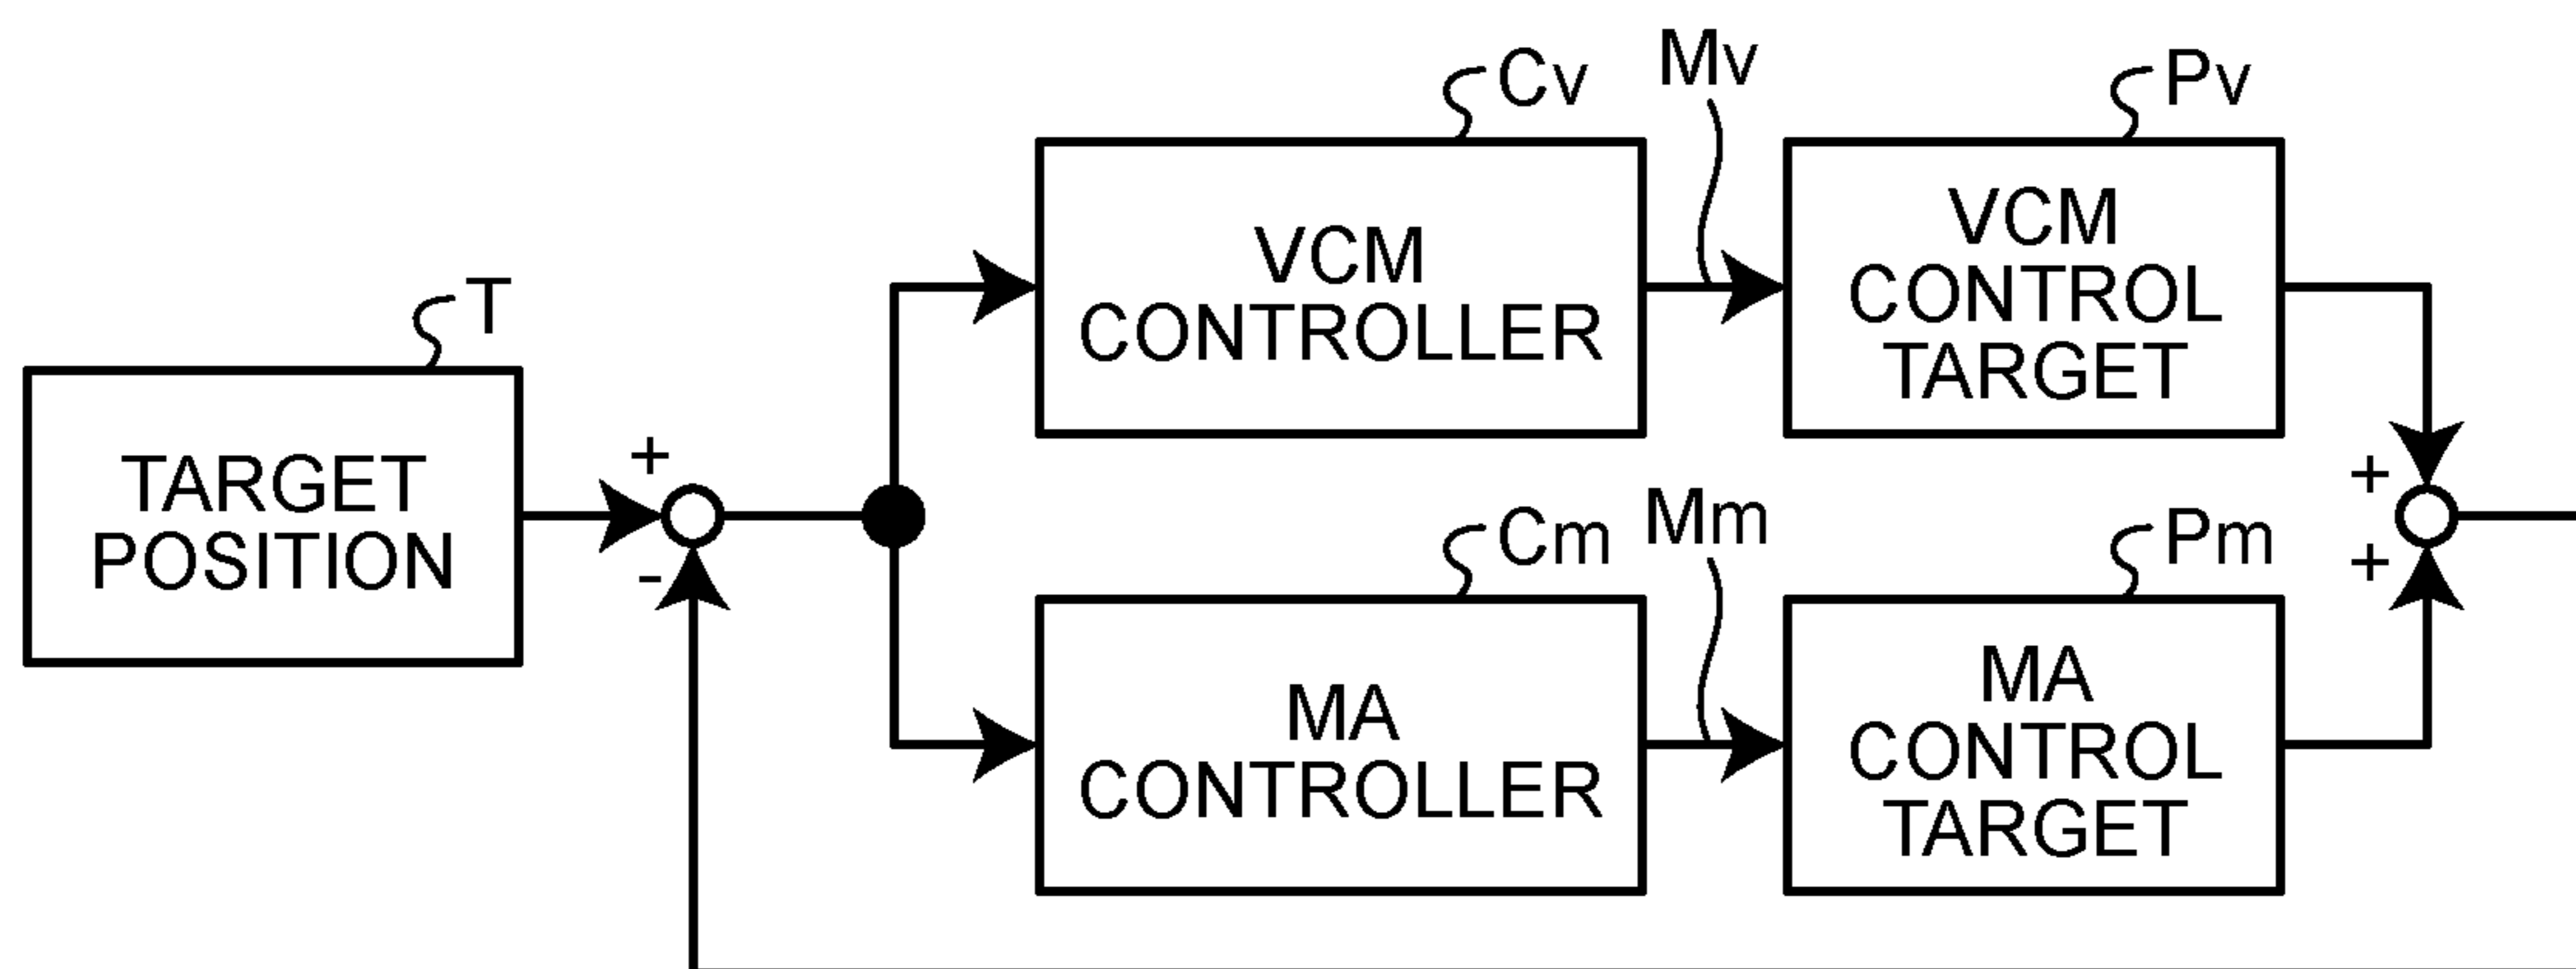 Cv
Mv
Pv
VCM
CONTROLLER
VCM
CONTROL
TARGET
T
TARGET
POSITION
+
-
+
+
Cm
Mm
Pm
MA
CONTROLLER
MA
CONTROL
TARGET